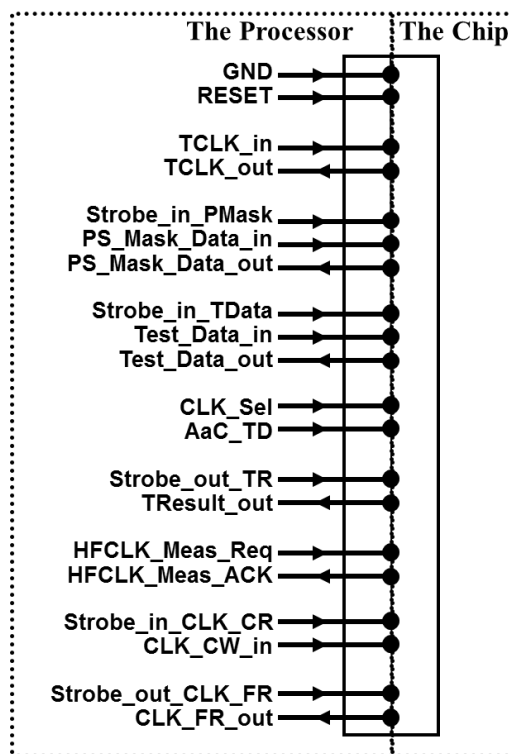 The Processor The Chip
GND
RESET
TCLK_in
TCLK_out
Strobe_in_PMask
PS_Mask_Data_in
PS_Mask_Data_out
Strobe_in_TData
Test_Data_in
Test_Data_out
CLK_Sel
AaC_TD
Strobe_out_TR
TResult_out
HFCLK_Meas_Req
HFCLK_Meas_ACK
Strobe_in_CLK_CR
CLK_CW_in
Strobe_out_CLK_FR
CLK_FR_out